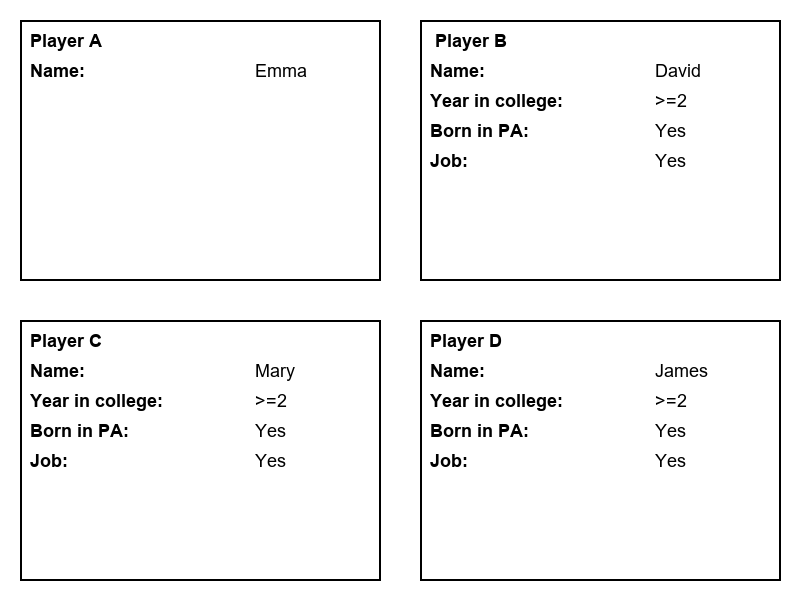 Player A
Name: Emma
Player B
Name: David
Year in college: >=2
Born in PA: Yes
Job: Yes
Player C
Name: Mary
Year in college: >=2
Born in PA: Yes
Job: Yes
Player D
Name: James
Year in college: >=2
Born in PA: Yes
Job: Yes